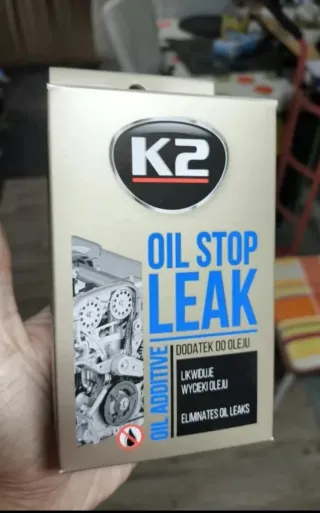 K2
OIL STOP
LEAK
OIL ADDITIVE
DODATEK DO OLEJU
LIKWIDUJE
WYCIEKI OLEJU
ELIMINATES OIL LEAKS